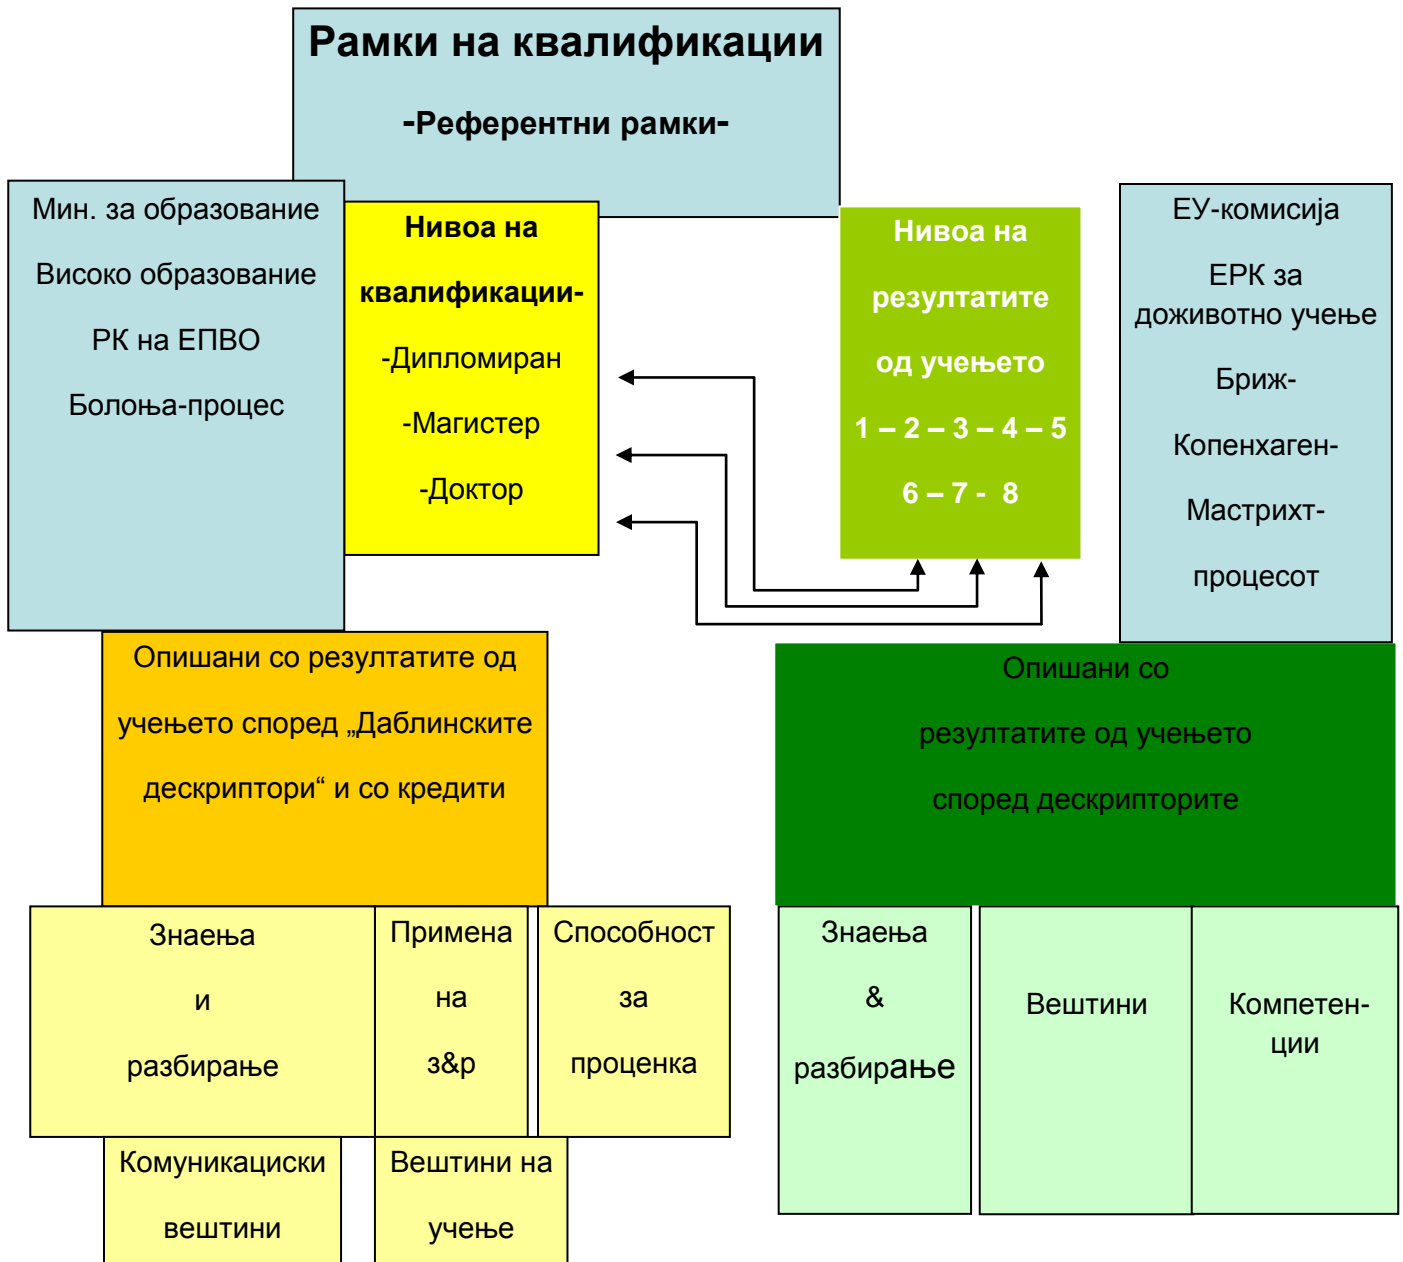 Рамки на квалификации
-Референтни рамки-
Мин. за образование
Високо образование
РК на ЕПВО
Болоња-процес
Нивоа на
квалификации-
-Дипломиран
-Магистер
-Доктор
Нивоа на
резултатите
од учењето
1 – 2 – 3 – 4 – 5
6 – 7 - 8
ЕУ-комисија
ЕРК за
доживотно учење
Бриж-
Копенхаген-
Мастрихт-
процесот
Опишани со резултатите од
учењето според „Даблинските
дескриптори“ и со кредити
Опишани со
резултатите од учењето
според дескрипторите
Знаења
и
разбирање
Примена
на
з&р
Способност
за
проценка
Знаења
&
разбирање
Вештини
Компетен-
ции
Комуникациски
вештини
Вештини на
учење